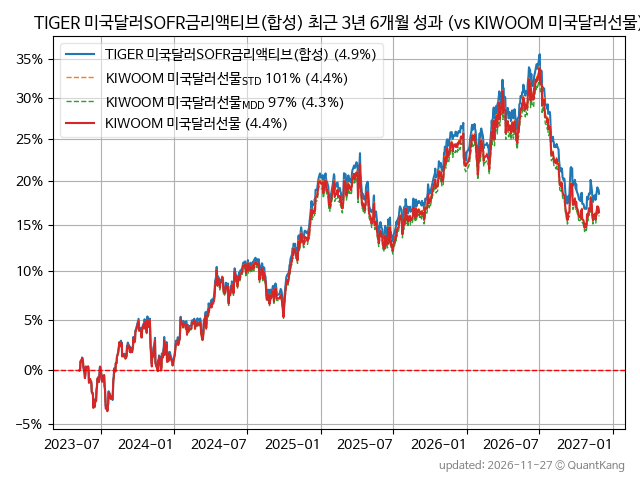 TIGER 미국달러SOFR금리액티브(합성) 최근 3년 6개월 성과 (vs KIWOOM 미국달러선물)
TIGER 미국달러SOFR금리액티브(합성) (4.9%)
KIWOOM 미국달러선물STD 101% (4.4%)
KIWOOM 미국달러선물MDD 97% (4.3%)
KIWOOM 미국달러선물 (4.4%)
35%
30%
25%
20%
15%
10%
5%
0%
−5%
2023-07 2024-01 2024-07 2025-01 2025-07 2026-01 2026-07 2027-01
updated: 2026-11-27 © QuantKang